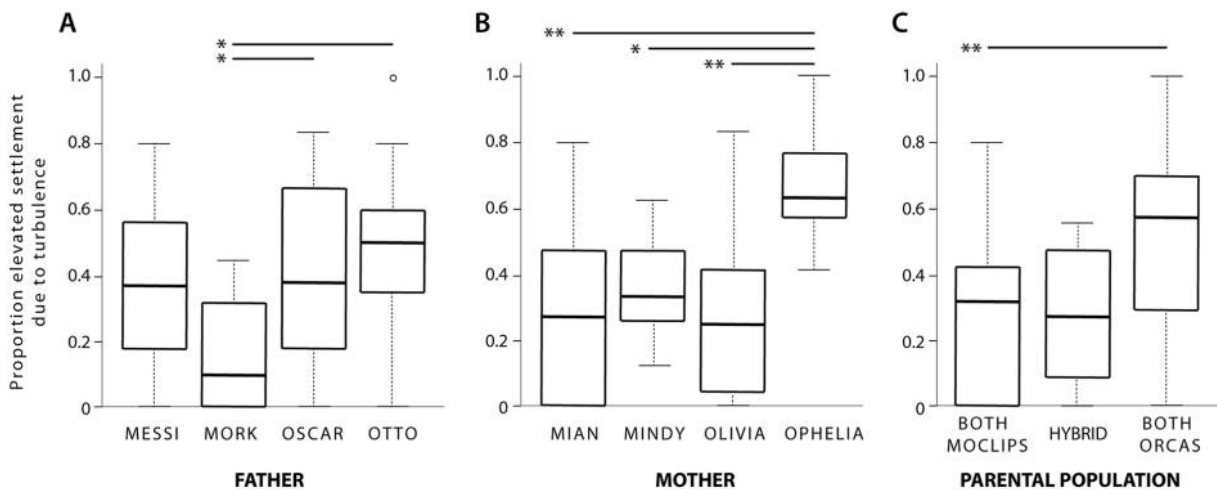 A
B
C
Proportion elevated settlement
due to turbulence
*
*
1.0
0.8
0.6
0.4
0.2
0
MESSI MORK OSCAR OTTO
FATHER
**
*
**
1.0
0.8
0.6
0.4
0.2
0
MIAN MINDY OLIVIA OPHELIA
MOTHER
**
1.0
0.8
0.6
0.4
0.2
0
BOTH MOCLIPS HYBRID BOTH ORCAS
PARENTAL POPULATION